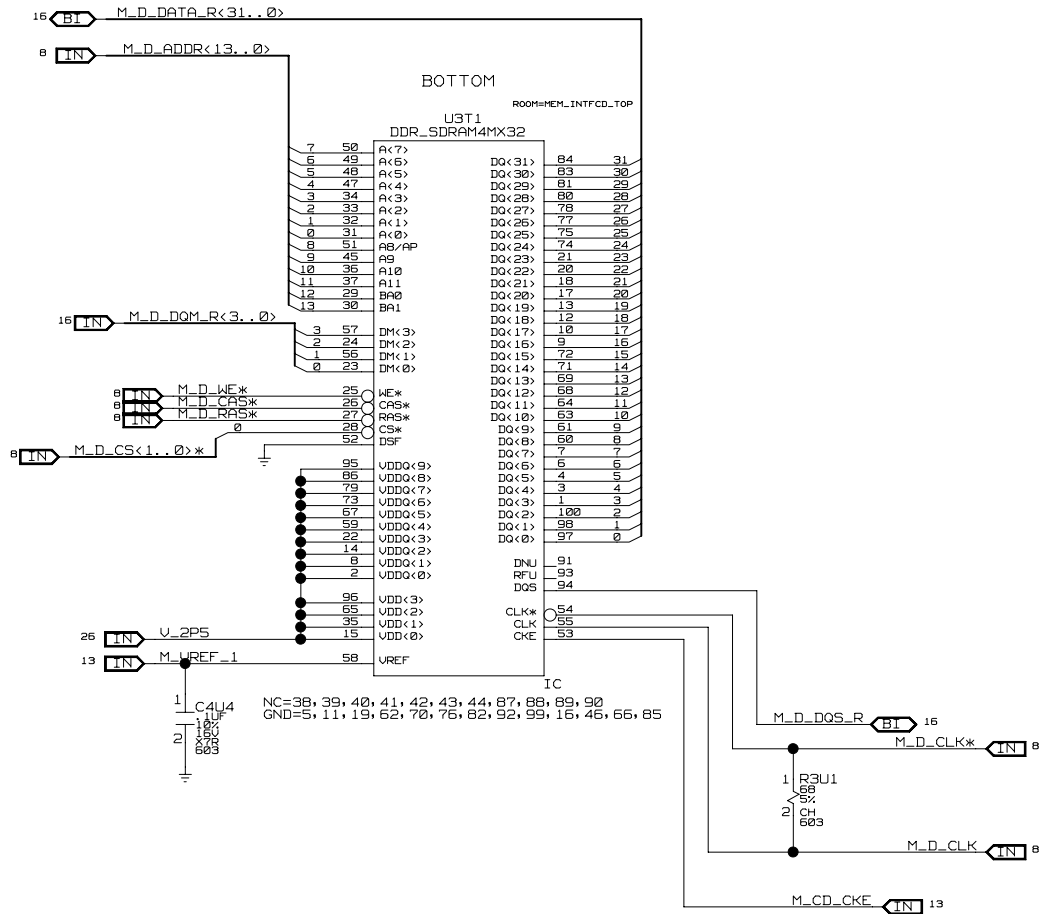 16 BI M_D_DATA_R<31..0>
8 IN M_D_ADDR<13..0>
BOTTOM
ROOM=MEM_INTFCD_TOP
U3T1
DDR_SDRAM4MX32
7 50 A<7>
6 49 A<6>
5 48 A<5>
4 47 A<4>
3 34 A<3>
2 33 A<2>
1 32 A<1>
0 31 A<0>
8 51 A8/AP
9 45 A9
10 36 A10
11 37 A11
12 29 BA0
13 30 BA1
16 IN M_D_DQM_R<3..0>
3 57 DM<3>
2 24 DM<2>
1 56 DM<1>
0 23 DM<0>
8 IN M_D_WE* 25 WE*
8 IN M_D_CAS* 26 CAS*
8 IN M_D_RAS* 27 RAS*
0 28 CS*
52 DSF
8 IN M_D_CS<1..0>*
95 VDDQ<9>
86 VDDQ<8>
79 VDDQ<7>
73 VDDQ<6>
67 VDDQ<5>
59 VDDQ<4>
22 VDDQ<3>
14 VDDQ<2>
8 VDDQ<1>
2 VDDQ<0>
96 VDD<3>
65 VDD<2>
35 VDD<1>
26 IN V_2P5 15 VDD<0>
13 IN M_VREF_1 58 VREF
DQ<31> 84 31
DQ<30> 83 30
DQ<29> 81 29
DQ<28> 80 28
DQ<27> 78 27
DQ<26> 77 26
DQ<25> 75 25
DQ<24> 74 24
DQ<23> 21 23
DQ<22> 20 22
DQ<21> 18 21
DQ<20> 17 20
DQ<19> 13 19
DQ<18> 12 18
DQ<17> 10 17
DQ<16> 9 16
DQ<15> 72 15
DQ<14> 71 14
DQ<13> 69 13
DQ<12> 68 12
DQ<11> 64 11
DQ<10> 63 10
DQ<9> 61 9
DQ<8> 60 8
DQ<7> 7 7
DQ<6> 6 6
DQ<5> 4 5
DQ<4> 3 4
DQ<3> 1 3
DQ<2> 100 2
DQ<1> 98 1
DQ<0> 97 0
DNU 91
RFU 93
DQS 94
CLK* 54
CLK 55
CKE 53
IC
NC=38,39,40,41,42,43,44,87,88,89,90
GND=5,11,19,62,70,76,82,92,99,16,46,66,85
1 C4U4
.1UF
10%
16V
2 X7R
603
M_D_DQS_R BI 16
M_D_CLK* IN 8
1 R3U1
68
5%
2 CH
603
M_D_CLK IN 8
M_CD_CKE IN 13